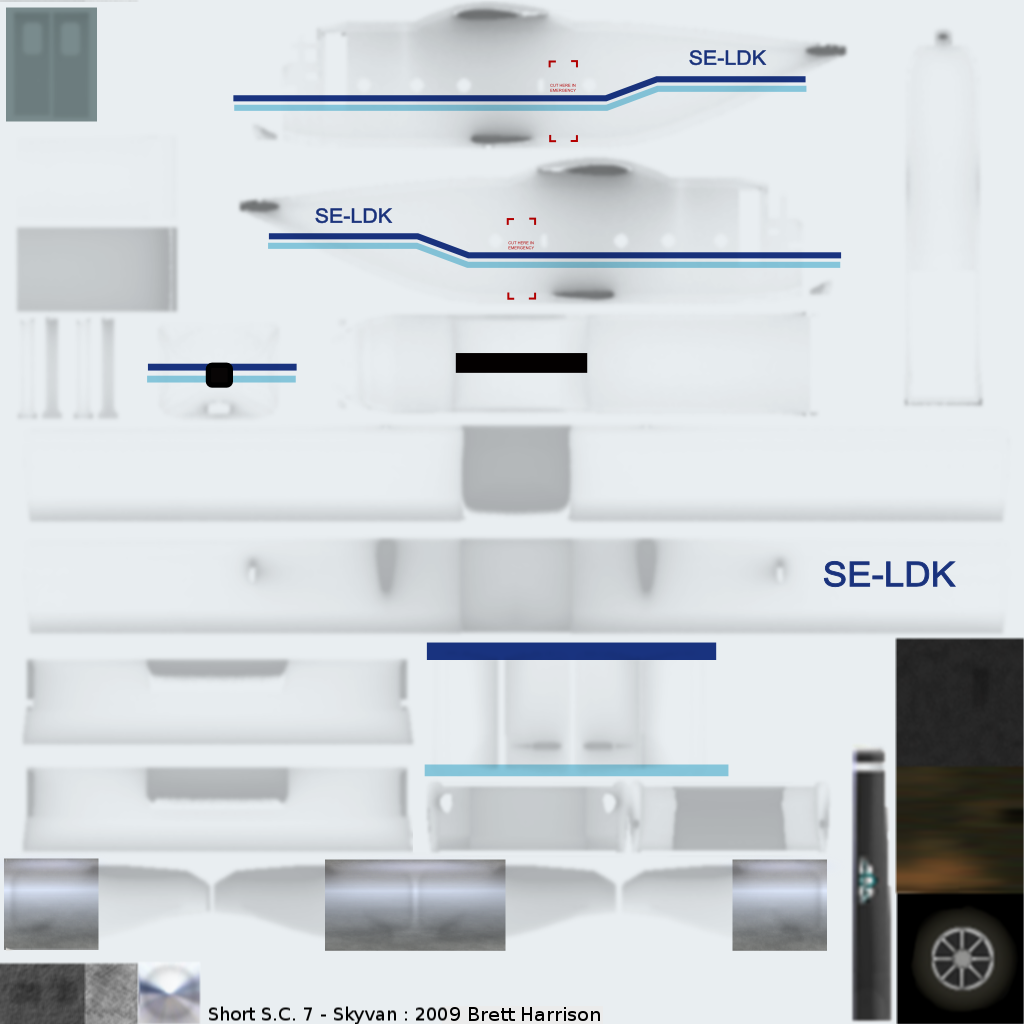 SE-LDK
CUT HERE IN
EMERGENCY
SE-LDK
CUT HERE IN
EMERGENCY
SE-LDK
Short S.C. 7 - Skyvan : 2009 Brett Harrison